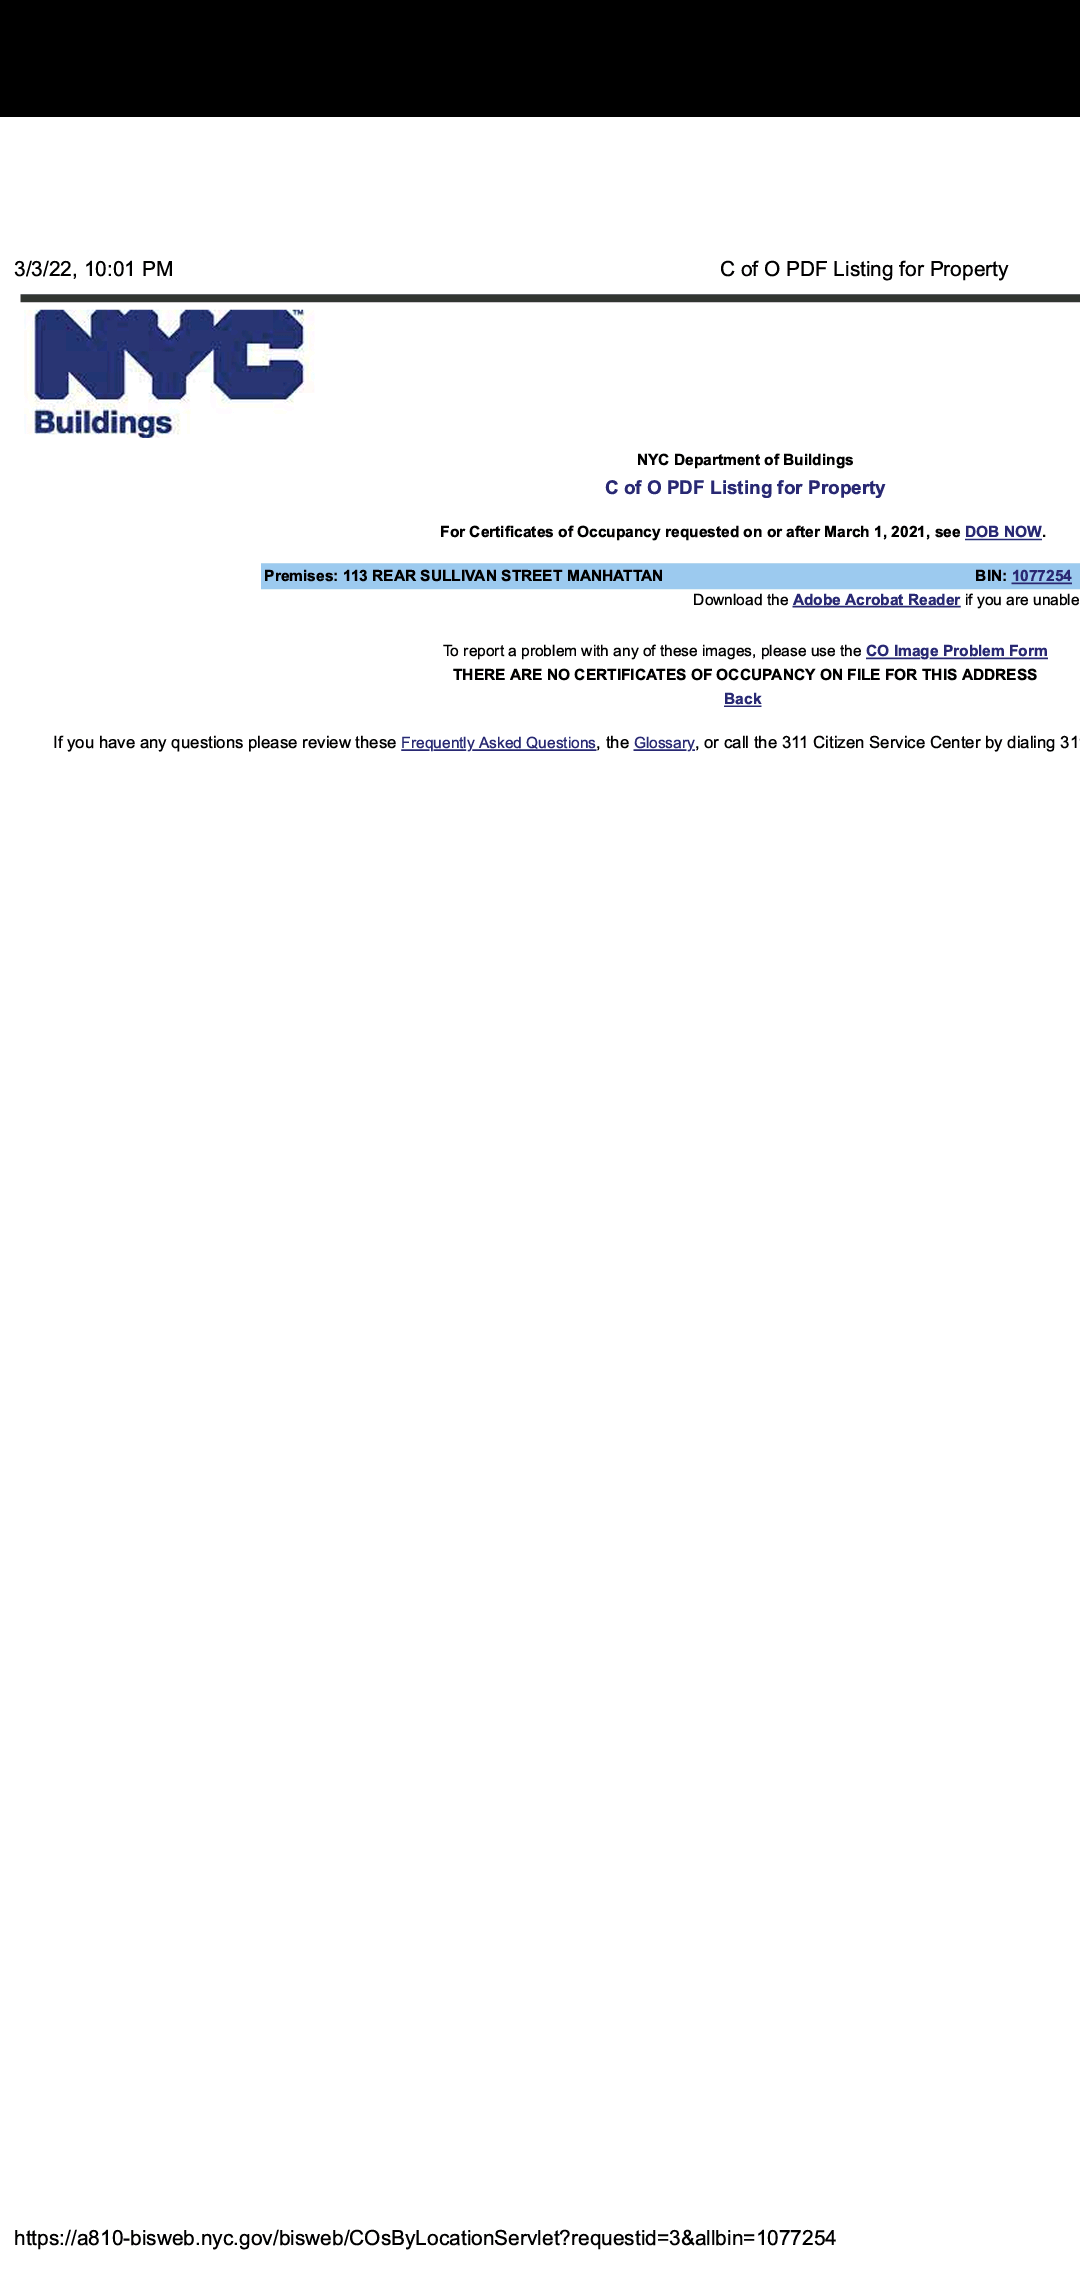 3/3/22, 10:01 PM C of O PDF Listing for Property
NYC™
Buildings
NYC Department of Buildings
C of O PDF Listing for Property
For Certificates of Occupancy requested on or after March 1, 2021, see DOB NOW.
Premises: 113 REAR SULLIVAN STREET MANHATTAN BIN: 1077254
Download the Adobe Acrobat Reader if you are unable
To report a problem with any of these images, please use the CO Image Problem Form
THERE ARE NO CERTIFICATES OF OCCUPANCY ON FILE FOR THIS ADDRESS
Back
If you have any questions please review these Frequently Asked Questions, the Glossary, or call the 311 Citizen Service Center by dialing 31
https://a810-bisweb.nyc.gov/bisweb/COsByLocationServlet?requestid=3&allbin=1077254